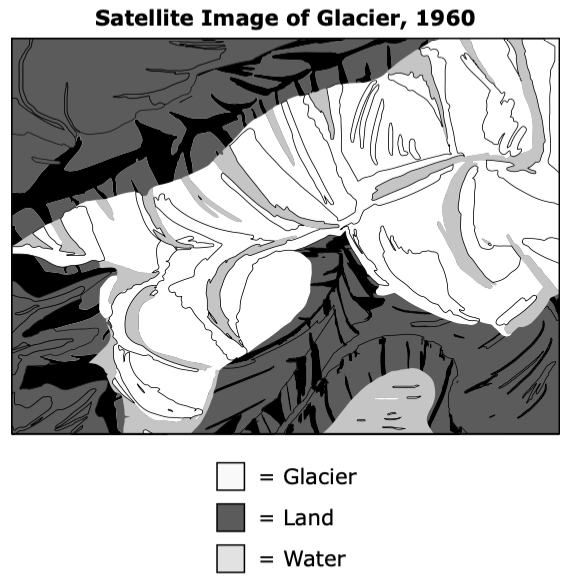 Satellite Image of Glacier, 1960
= Glacier
= Land
= Water